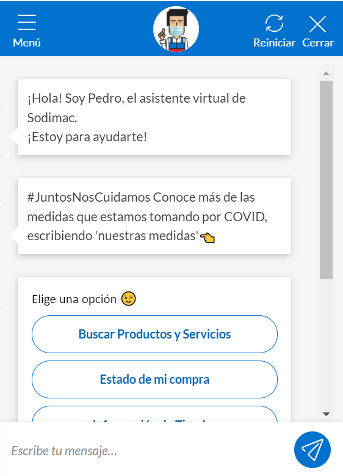 Menú
Reiniciar Cerrar
¡Hola! Soy Pedro, el asistente virtual de
Sodimac.
¡Estoy para ayudarte!
#JuntosNosCuidamos Conoce más de las
medidas que estamos tomando por COVID,
escribiendo 'nuestras medidas'👈
Elige una opción 😉
Buscar Productos y Servicios
Estado de mi compra
Escribe tu mensaje...